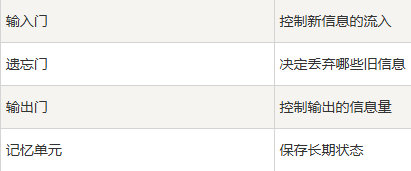 输入门 控制新信息的流入
遗忘门 决定丢弃哪些旧信息
输出门 控制输出的信息量
记忆单元 保存长期状态